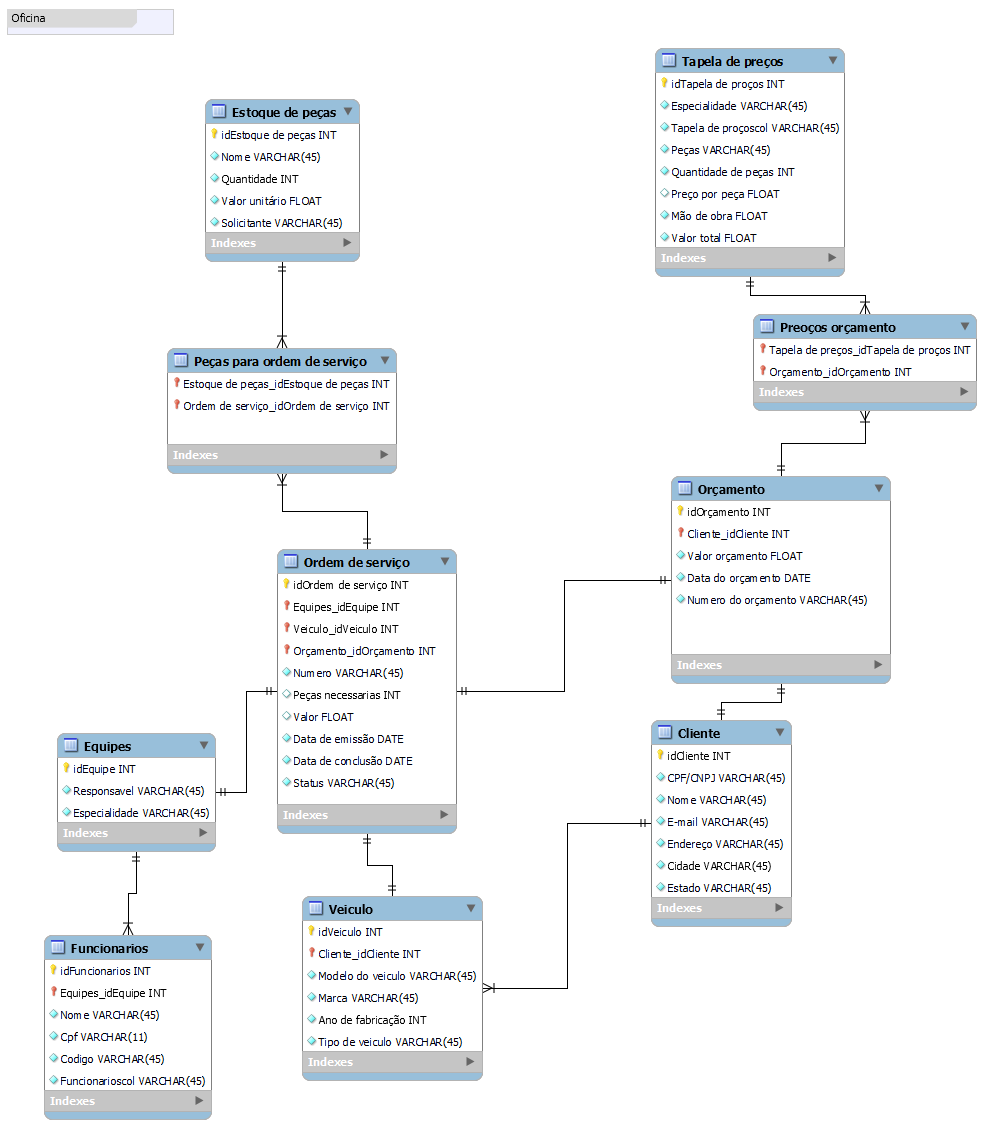 Oficina
Estoque de peças
idEstoque de peças INT
Nome VARCHAR(45)
Quantidade INT
Valor unitário FLOAT
Solicitante VARCHAR(45)
Indexes
Tapela de preços
idTapela de proços INT
Especialidade VARCHAR(45)
Tapela de proçoscol VARCHAR(45)
Peças VARCHAR(45)
Quantidade de peças INT
Preço por peça FLOAT
Mão de obra FLOAT
Valor total FLOAT
Indexes
Peças para ordem de serviço
Estoque de peças_idEstoque de peças INT
Ordem de serviço_idOrdem de serviço INT
Indexes
Preoços orçamento
Tapela de preços_idTapela de proços INT
Orçamento_idOrçamento INT
Indexes
Orçamento
idOrçamento INT
Cliente_idCliente INT
Valor orçamento FLOAT
Data do orçamento DATE
Numero do orçamento VARCHAR(45)
Indexes
Ordem de serviço
idOrdem de serviço INT
Equipes_idEquipe INT
Veiculo_idVeiculo INT
Orçamento_idOrçamento INT
Numero VARCHAR(45)
Peças necessarias INT
Valor FLOAT
Data de emissão DATE
Data de conclusão DATE
Status VARCHAR(45)
Indexes
Equipes
idEquipe INT
Responsavel VARCHAR(45)
Especialidade VARCHAR(45)
Indexes
Cliente
idCliente INT
CPF/CNPJ VARCHAR(45)
Nome VARCHAR(45)
E-mail VARCHAR(45)
Endereço VARCHAR(45)
Cidade VARCHAR(45)
Estado VARCHAR(45)
Indexes
Veiculo
idVeiculo INT
Cliente_idCliente INT
Modelo do veiculo VARCHAR(45)
Marca VARCHAR(45)
Ano de fabricação INT
Tipo de veiculo VARCHAR(45)
Indexes
Funcionarios
idFuncionarios INT
Equipes_idEquipe INT
Nome VARCHAR(45)
Cpf VARCHAR(11)
Codigo VARCHAR(45)
Funcionarioscol VARCHAR(45)
Indexes